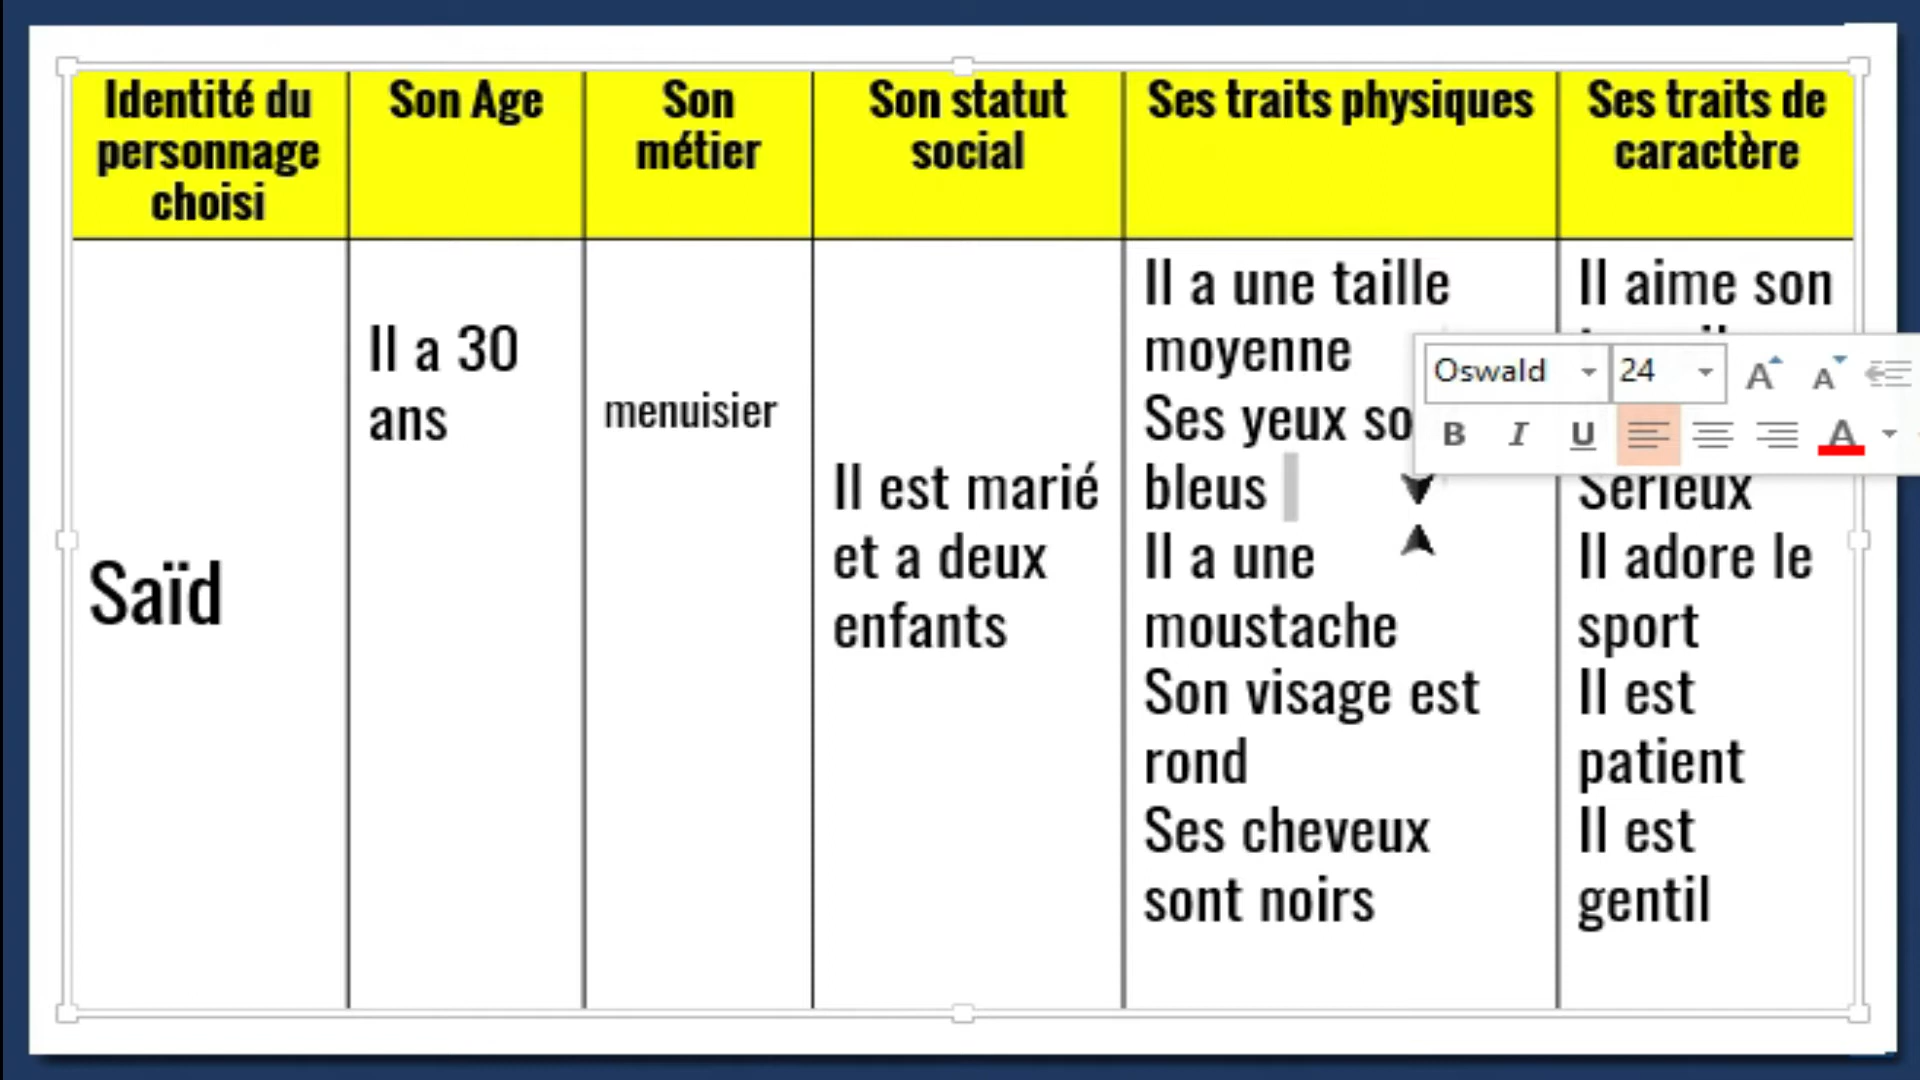 Identité du
personnage
choisi
Son Age
Son
métier
Son statut
social
Ses traits physiques
Ses traits de
caractère
Saïd
Il a 30
ans
menuisier
Il est marié
et a deux
enfants
Il a une taille
moyenne
Ses yeux so
bleus
Il a une
moustache
Son visage est
rond
Ses cheveux
sont noirs
Il aime son
Sérieux
Il adore le
sport
Il est
patient
Il est
gentil
Oswald
24
A A
B I U A